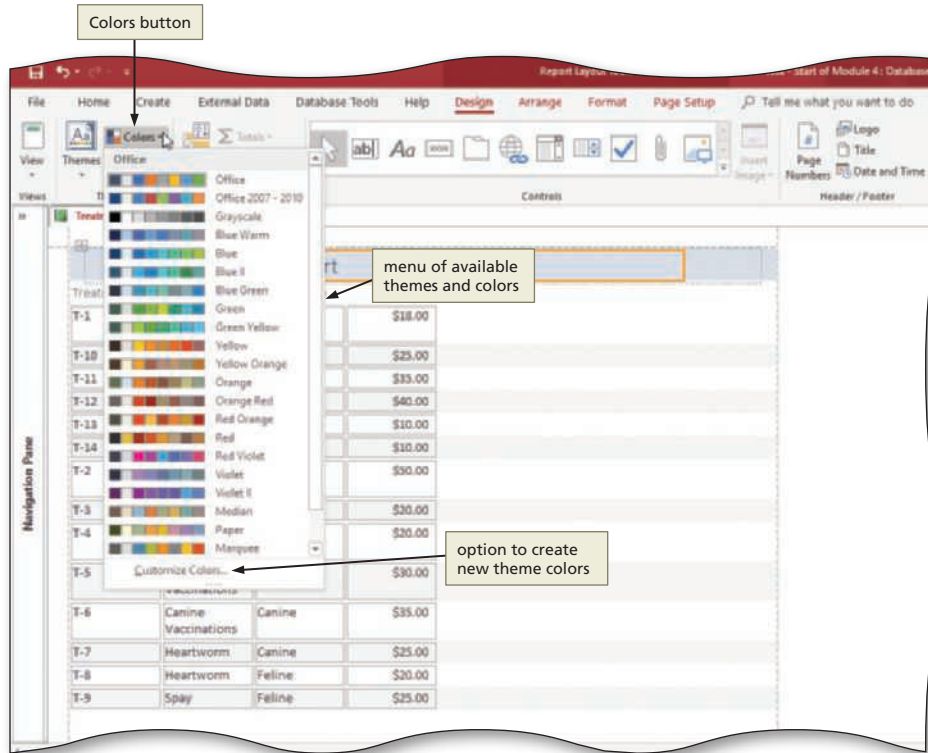 Colors button
Report Layout
- Start of Module 4 : Database
File Home Create External Data Database Tools Help Design Arrange Format Page Setup Tell me what you want to do
View
Themes
Colors
Totals
ab|
Aa
Insert
Image
Page
Numbers
Logo
Title
Date and Time
Views
Controls
Header / Footer
Office
Office
Office 2007 - 2010
Grayscale
Blue Warm
Blue
Blue II
Blue Green
Green
Green Yellow
Yellow
Yellow Orange
Orange
Orange Red
Red Orange
Red
Red Violet
Violet
Violet II
Median
Paper
Marquee
Customize Colors...
menu of available
themes and colors
option to create
new theme colors
Navigation Pane
T-1 $18.00
T-10 $25.00
T-11 $35.00
T-12 $40.00
T-13 $10.00
T-14 $10.00
T-2 $50.00
T-3 $20.00
T-4 $20.00
T-5 $30.00
Vaccinations
T-6 Canine Canine $35.00
Vaccinations
T-7 Heartworm Canine $25.00
T-8 Heartworm Feline $20.00
T-9 Spay Feline $25.00